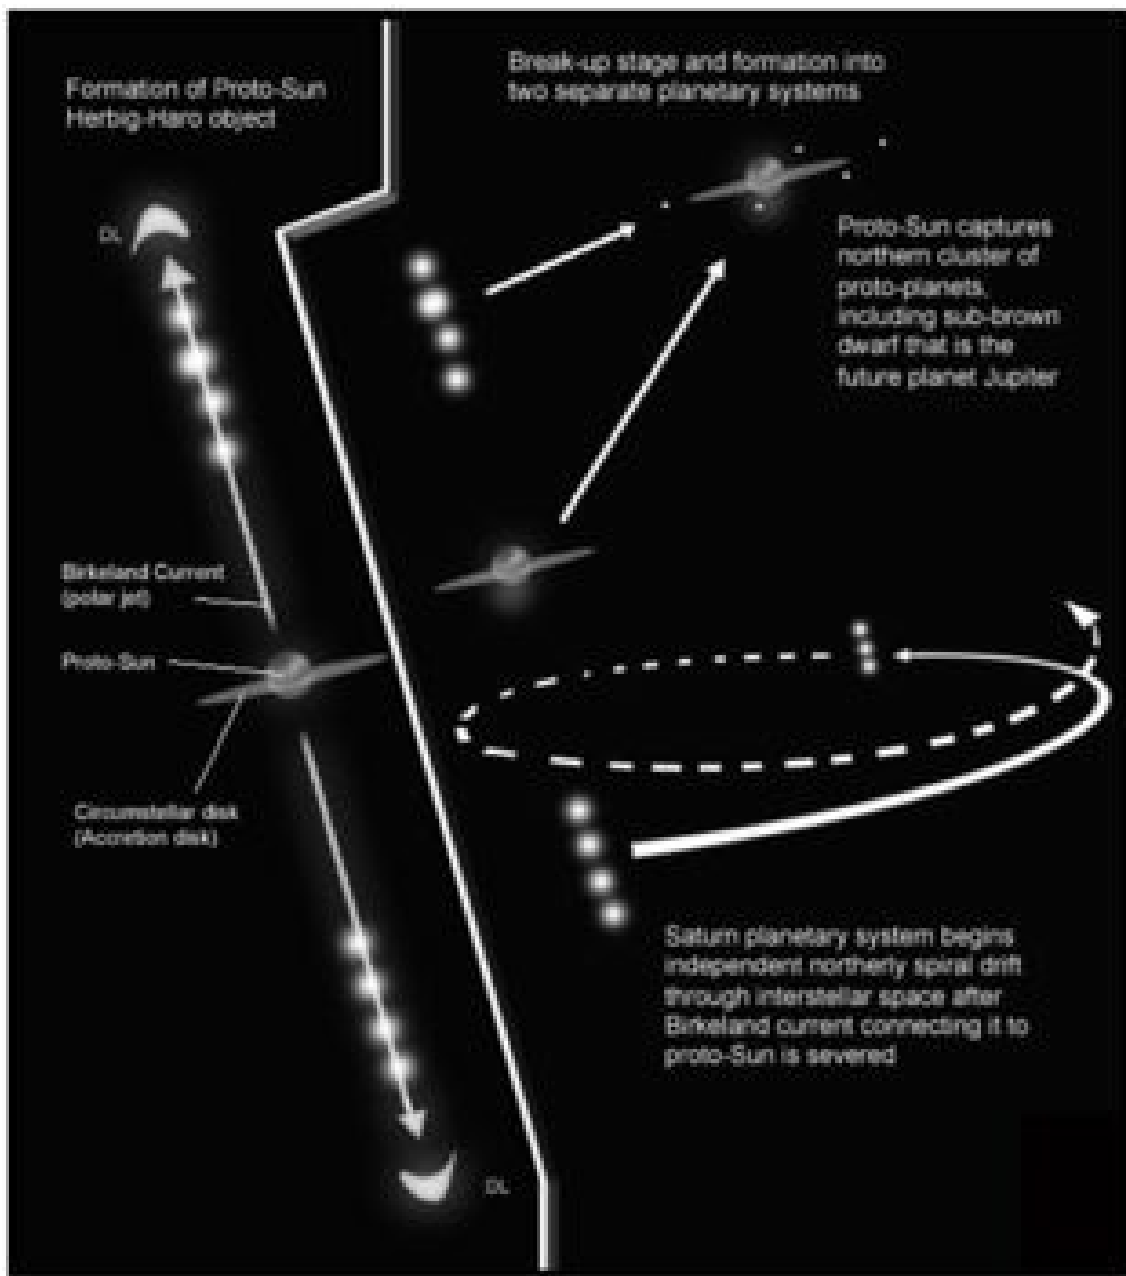 Formation of Proto-Sun
Herbig-Haro object
DL
Birkeland Current
(polar jet)
Proto-Sun
Circumstellar disk
(Accretion disk)
DL
Break-up stage and formation into
two separate planetary systems
Proto-Sun captures
northern cluster of
proto-planets,
including sub-brown
dwarf that is the
future planet Jupiter
Saturn planetary system begins
independent northerly spiral drift
through interstellar space after
Birkeland current connecting it to
proto-Sun is severed